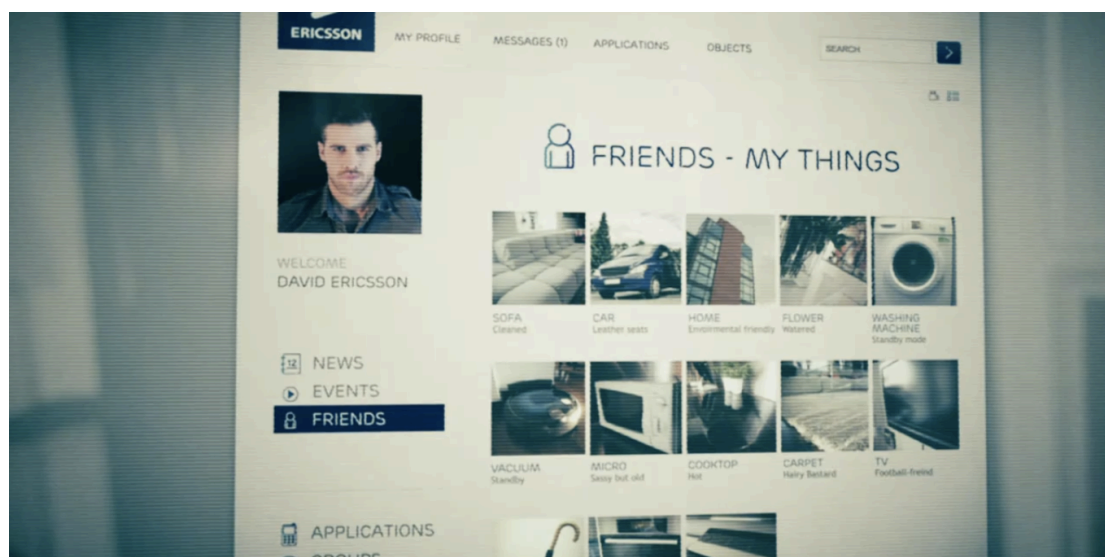 ERICSSON
MY PROFILE MESSAGES (1) APPLICATIONS OBJECTS SEARCH
FRIENDS - MY THINGS
WELCOME
DAVID ERICSSON
SOFA CAR HOME FLOWER WASHING
MACHINE
Cleaned Leather seats Envirmental friendly Watered
Standby mode
NEWS
EVENTS
FRIENDS
VACUUM MICRO COOKTOP CARPET TV
Standby Sassy but old Hot Hairy Bastard Football-freind
APPLICATIONS
GROUPS